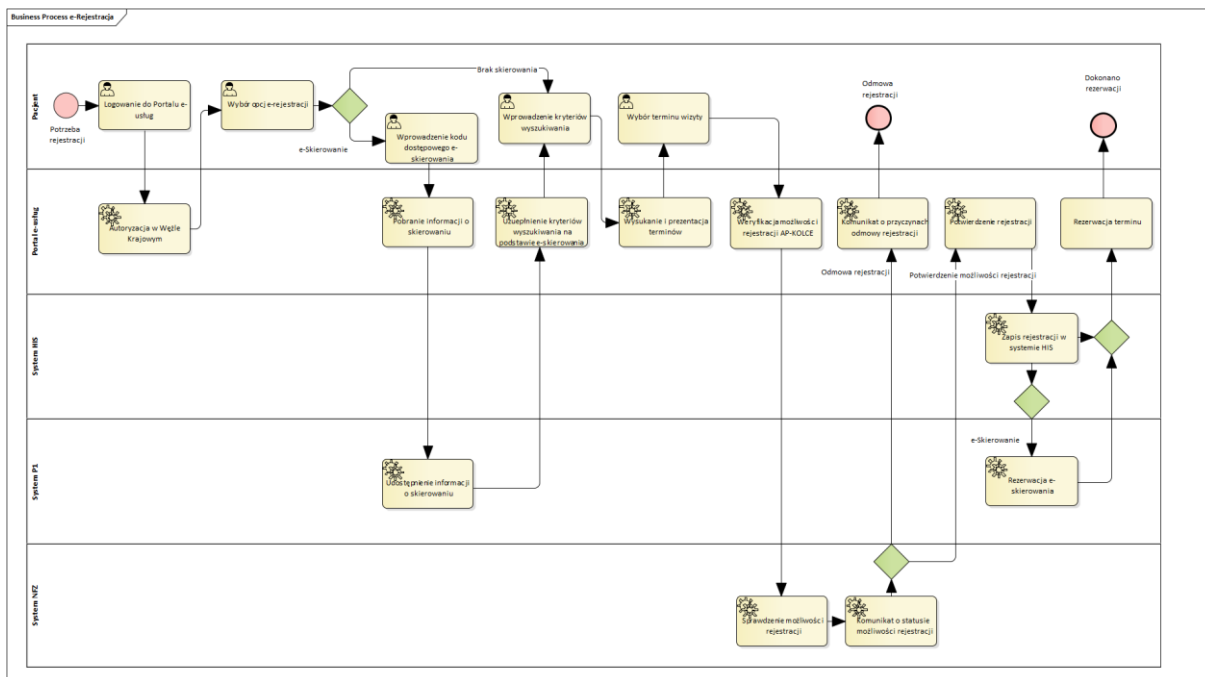 Business Process e-Rejestracja
Pacjent
Potrzeba
rejestracji
Logowanie do Portalu e-
usług
Wybór opcji e-rejestracji
Brak skierowania
e-Skierowanie
Wprowadzenie kodu
dostępowego e-
skierowania
Wprowadzenie kryteriów
wyszukiwania
Wybór terminu wizyty
Odmowa
rejestracji
Dokonano
rezerwacji
Portal e-usług
Autoryzacja w Węźle
Krajowym
Pobranie informacji o
skierowaniu
Uzuepłnienie kryteriów
wyszukiwania na
podstawie e-skierowania
Wysukanie i prezentacja
terminów
Weryfikacja możliwości
rejestracji AP-KOLCE
Komunikat o przyczynach
odmowy rejestracji
Potwierdzenie rejestracji
Rezerwacja terminu
Odmowa rejestracji
Potwierdzenie możliwości rejestracji
System HIS
Zapis rejestracji w
systemie HIS
System P1
Udostępnienie informacji
o skierowaniu
e-Skierowanie
Rezerwacja e-
skierowania
System NFZ
Sprawdzenie możliwości
rejestracji
Komunikat o statusie
możliwości rejestracji